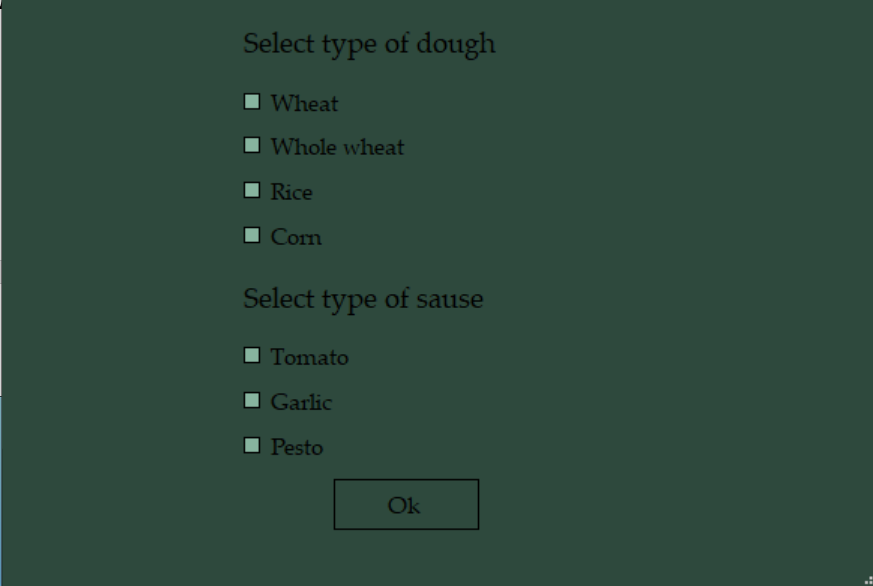 Select type of dough
Wheat
Whole wheat
Rice
Corn
Select type of sause
Tomato
Garlic
Pesto
Ok